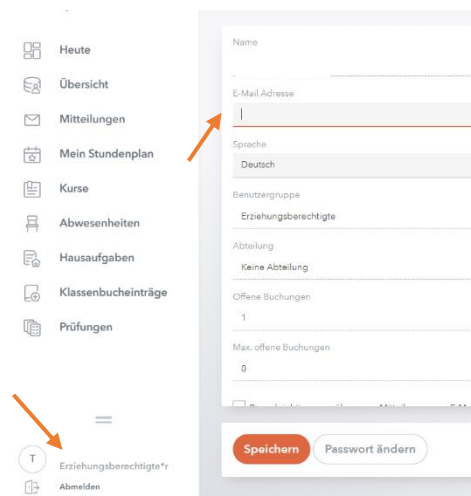 Heute
Übersicht
Mitteilungen
Mein Stundenplan
Kurse
Abwesenheiten
Hausaufgaben
Klassenbucheinträge
Prüfungen
T
Erziehungsberechtigte*r
Abmelden
Name
E-Mail Adresse
Sprache
Deutsch
Benutzergruppe
Erziehungsberechtigte
Abteilung
Keine Abteilung
Offene Buchungen
1
Max. offene Buchungen
0
Speichern
Passwort ändern